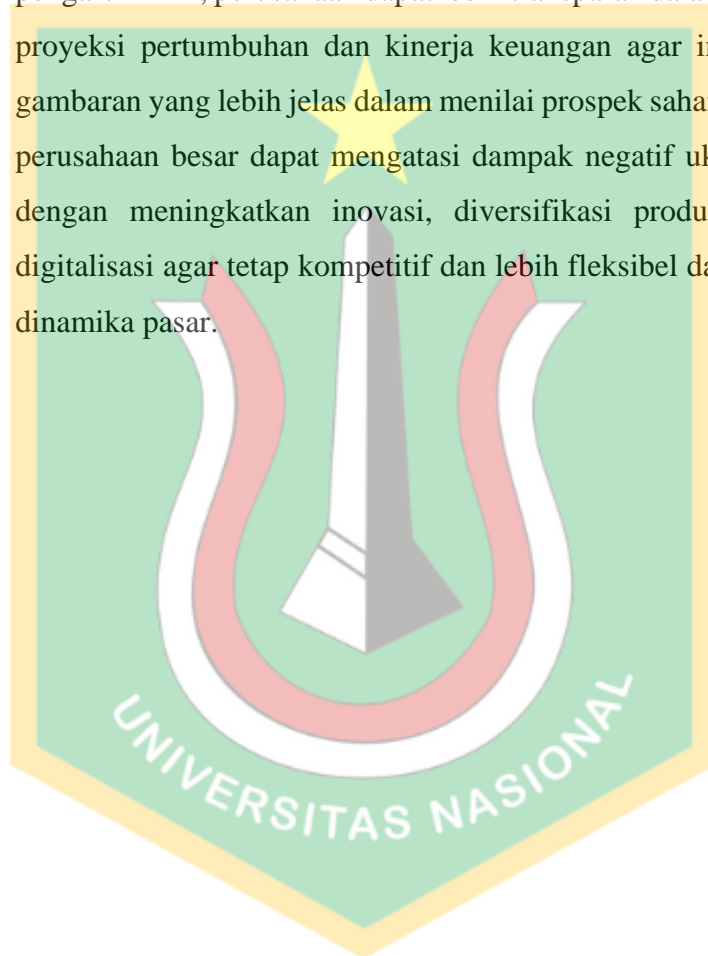 proyeksi pertumbuhan dan kinerja keuangan agar
gambaran yang lebih jelas dalam menilai prospek
perusahaan besar dapat mengatasi dampak negatif
dengan meningkatkan inovasi, diversifikasi
digitalisasi agar tetap kompetitif dan lebih fleksibel
dinamika pasar.
UNIVERSITAS NASIONAL